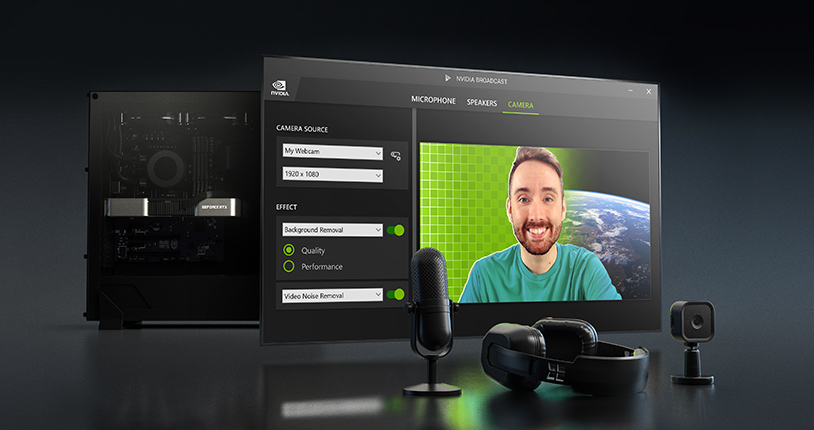 NVIDIA BROADCAST
NVIDIA.
MICROPHONE SPEAKERS CAMERA
CAMERA SOURCE
My Webcam
1920 x 1080
EFFECT
Background Removal
Quality
Performance
Video Noise Removal
GEFORCE RTX